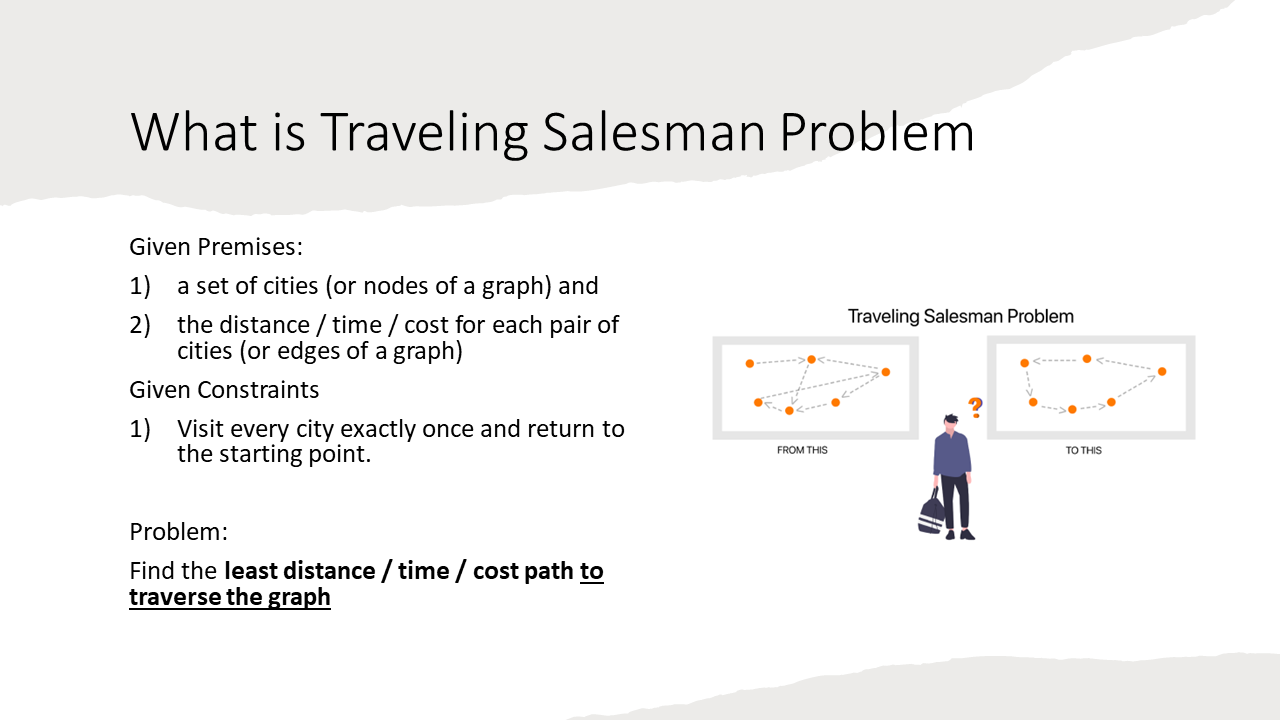 What is Traveling Salesman Problem
Given Premises:
1) a set of cities (or nodes of a graph) and
2) the distance / time / cost for each pair of
cities (or edges of a graph)
Given Constraints
1) Visit every city exactly once and return to
the starting point.
Problem:
Find the least distance / time / cost path to
traverse the graph
Traveling Salesman Problem
?
FROM THIS
TO THIS